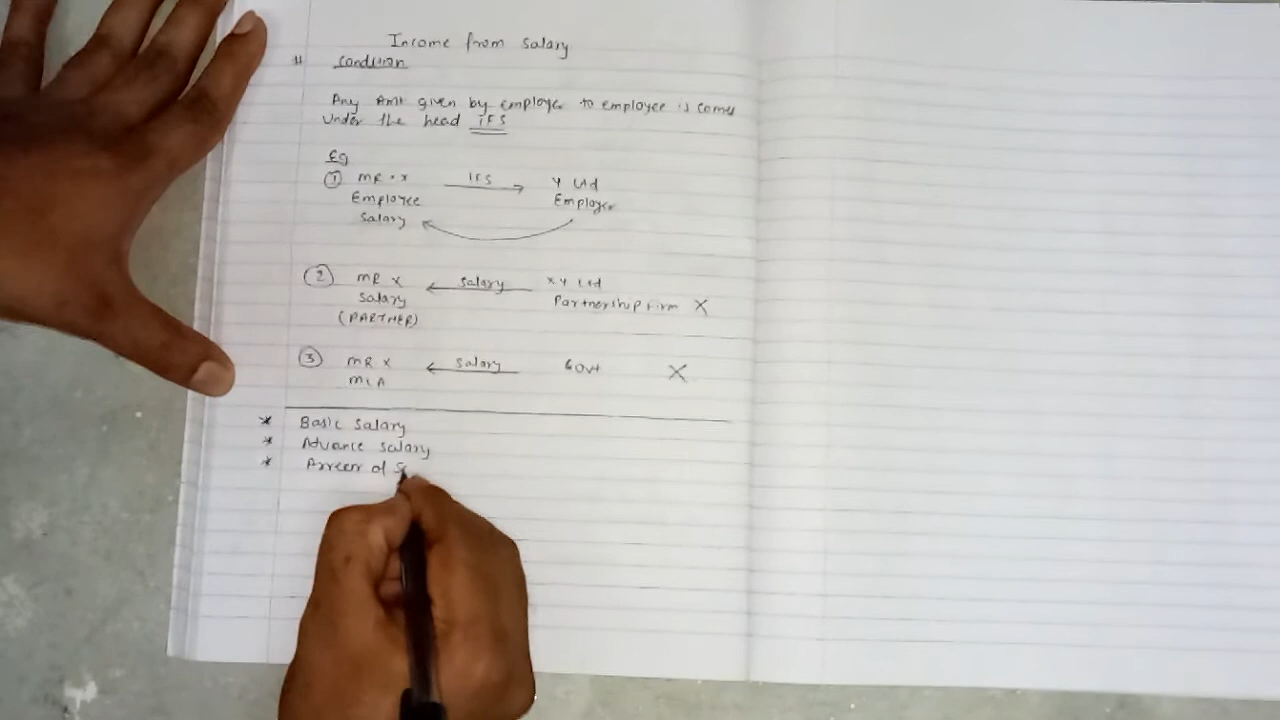 Income from salary
Condition
Any Amt given by employer to employee is comes
under the head IFS
Eg
① MR. X IFS Y Ltd
Employee Employer
Salary
② MR X Salary XY Ltd
Salary Partnership Firm X
(PARTNER)
③ MR X Salary Govt X
MLA
* Basic Salary
* Advance Salary
* Arrear of S